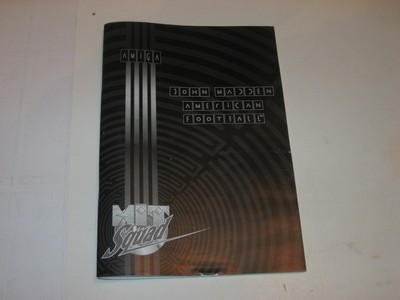 AMIGA
JOHN MADDEN
AMERICAN
FOOTBALL
HIT
Squad